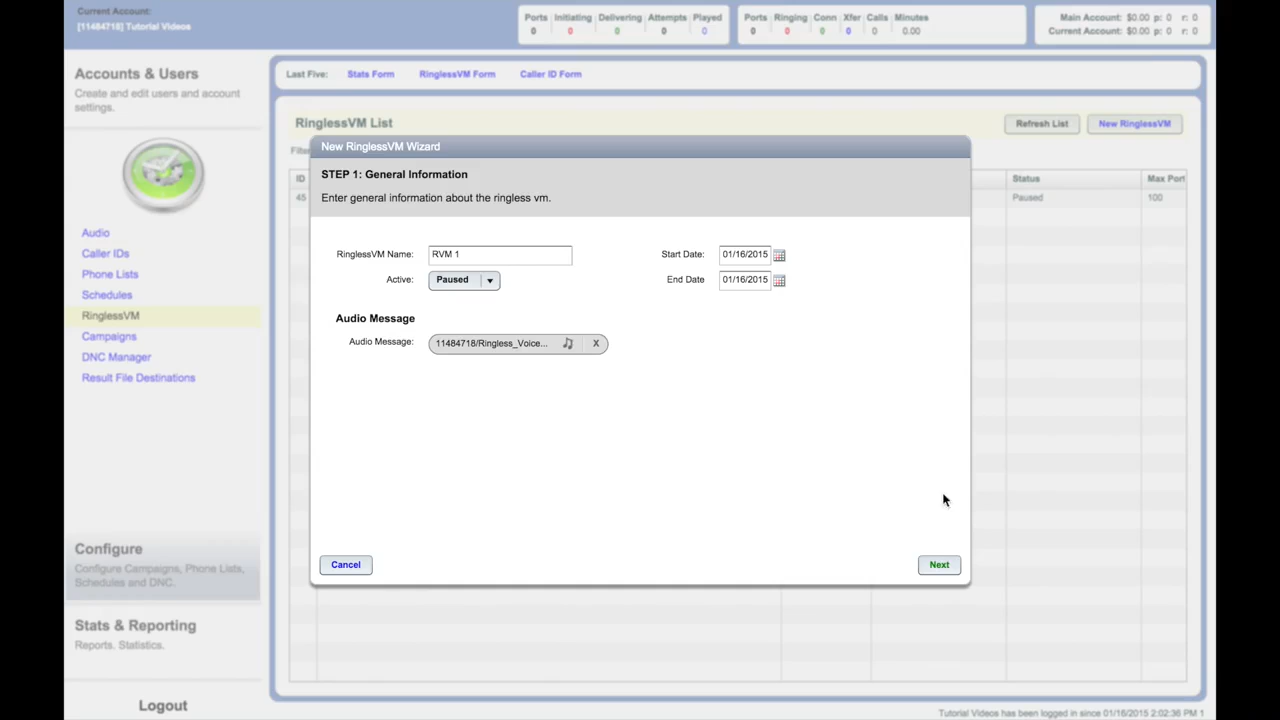 Current Account:
[11484718] Tutorial Videos
Ports Initiating Delivering Attempts Played
0 0 0 0 0
Ports Ringing Conn Xfer Calls Minutes
0 0 0 0 0 0.00
Main Account: $0.00 p: 0 r: 0
Current Account: $0.00 p: 0 r: 0
Accounts & Users
Create and edit users and account
settings.
Audio
Caller IDs
Phone Lists
Schedules
RinglessVM
Campaigns
DNC Manager
Result File Destinations
Configure
Configure Campaigns, Phone Lists,
Schedules and DNC.
Stats & Reporting
Reports. Statistics.
Logout
Last Five: Stats Form RinglessVM Form Caller ID Form
RinglessVM List
Refresh List New RinglessVM
ID Status Max Port
45 Paused 100
New RinglessVM Wizard
STEP 1: General Information
Enter general information about the ringless vm.
RinglessVM Name: RVM 1 Start Date: 01/16/2015
Active: Paused End Date 01/16/2015
Audio Message
Audio Message: 11484718/Ringless_Voice... X
Cancel Next
Tutorial Videos has been logged in since 01/16/2015 2:02:36 PM 1